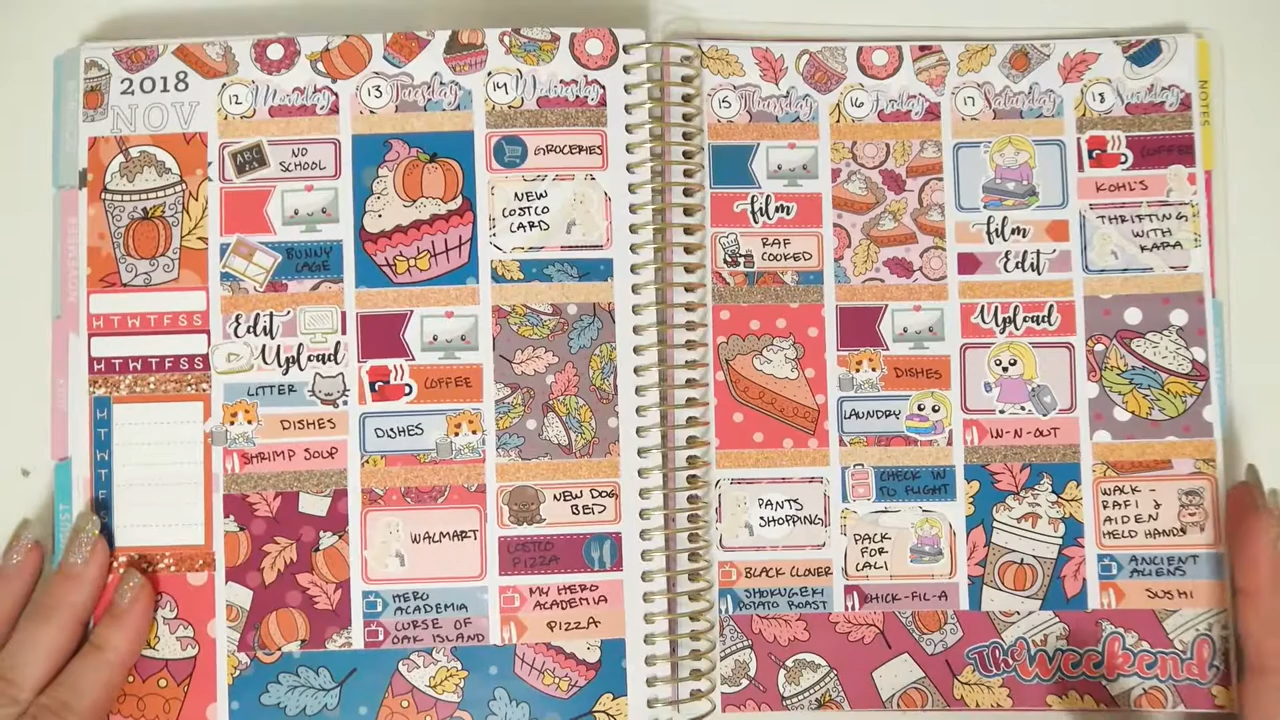 2018
NOV
H T W T F S S
H T W T F S S
H
T
W
T
F
12 Monday
ABC
NO
SCHOOL
BUNNY
CAGE
Edit
Upload
LITTER
DISHES
SHRIMP SOUP
13 Tuesday
COFFEE
DISHES
WALMART
HERO
ACADEMIA
CURSE OF
OAK ISLAND
14 Wednesday
GROCERIES
NEW
COSTCO
CARD
NEW DOG
BED
COSTCO
PIZZA
MY HERO
ACADEMIA
PIZZA
15 Thursday
film
RAF
COOKED
PANTS
SHOPPING
BLACK CLOVER
SHOKUGEKI
POTATO ROAST
16 Friday
DISHES
LAUNDRY
CHECK IN
TO FLIGHT
PACK
FOR
CALI
CHICK-FIL-A
17 Saturday
film
Edit
Upload
IN-N-OUT
18 Sunday
COFFEE
KOHL'S
THRIFTING
WITH
KARA
WALK -
RAFI &
AIDEN
HELD HANDS
ANCIENT
ALIENS
SUSHI
The Weekend
NOTES
NOVEMBER
JULY
AUGUST